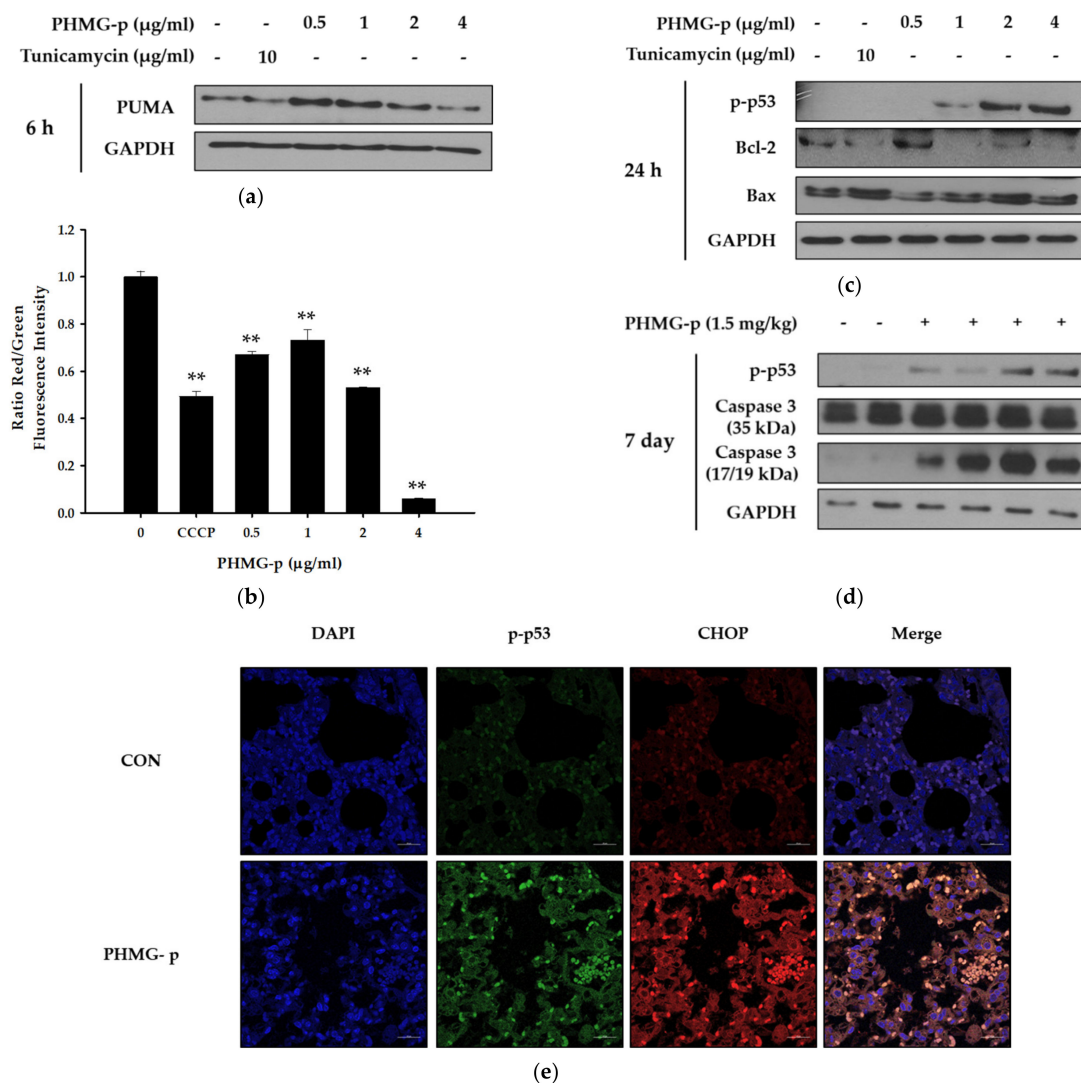 PHMG-p (µg/ml) - - 0.5 1 2 4
Tunicamycin (µg/ml) - 10 - - - -
6 h
PUMA
GAPDH
(a)
1.2
1.0
0.8
0.6
0.4
0.2
0.0
Ratio Red/Green
Fluorescence Intensity
**
**
**
**
**
0 CCCP 0.5 1 2 4
PHMG-p (µg/ml)
(b)
PHMG-p (µg/ml) - - 0.5 1 2 4
Tunicamycin (µg/ml) - 10 - - - -
24 h
p-p53
Bcl-2
Bax
GAPDH
(c)
PHMG-p (1.5 mg/kg) - - + + + +
7 day
p-p53
Caspase 3
(35 kDa)
Caspase 3
(17/19 kDa)
GAPDH
(d)
DAPI p-p53 CHOP Merge
CON
PHMG- p
(e)